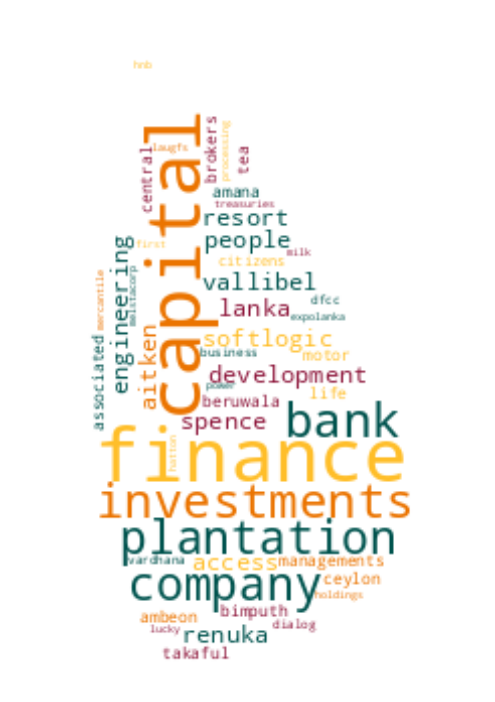 hnb
capital
laugfs
central
brokers
processing
tea
amana
treasuries
resort
people
first
milk
citizens
engineering
melstacorp
mercantile
vallibel
dfcc
lanka
expolanka
aitken
softlogic
business
motor
associated
development
power
life
beruwala
spence
bank
finance
hatton
investments
plantation
vardhana
access
managements
company
ceylon
holdings
bimputh
ambeon
dialog
lucky
renuka
takaful